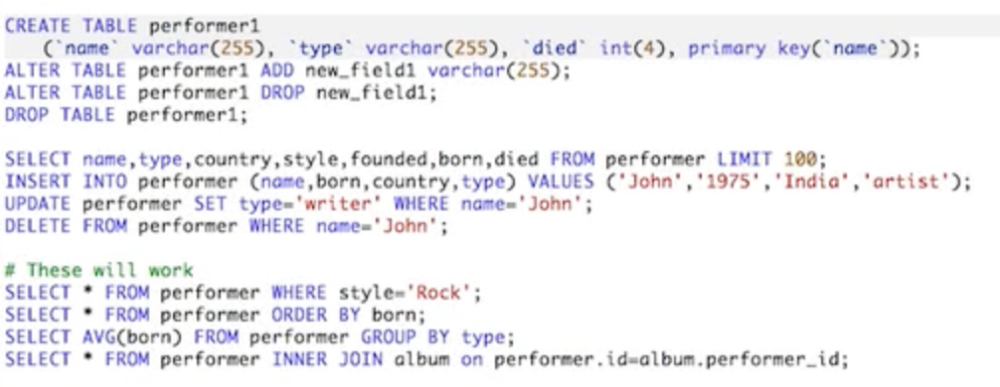 CREATE TABLE performer1
(`name` varchar(255), `type` varchar(255), `died` int(4), primary key(`name`));
ALTER TABLE performer1 ADD new_field1 varchar(255);
ALTER TABLE performer1 DROP new_field1;
DROP TABLE performer1;
SELECT name,type,country,style,founded,born,died FROM performer LIMIT 100;
INSERT INTO performer (name,born,country,type) VALUES ('John','1975','India','artist');
UPDATE performer SET type='writer' WHERE name='John';
DELETE FROM performer WHERE name='John';
# These will work
SELECT * FROM performer WHERE style='Rock';
SELECT * FROM performer ORDER BY born;
SELECT AVG(born) FROM performer GROUP BY type;
SELECT * FROM performer INNER JOIN album on performer.id=album.performer_id;